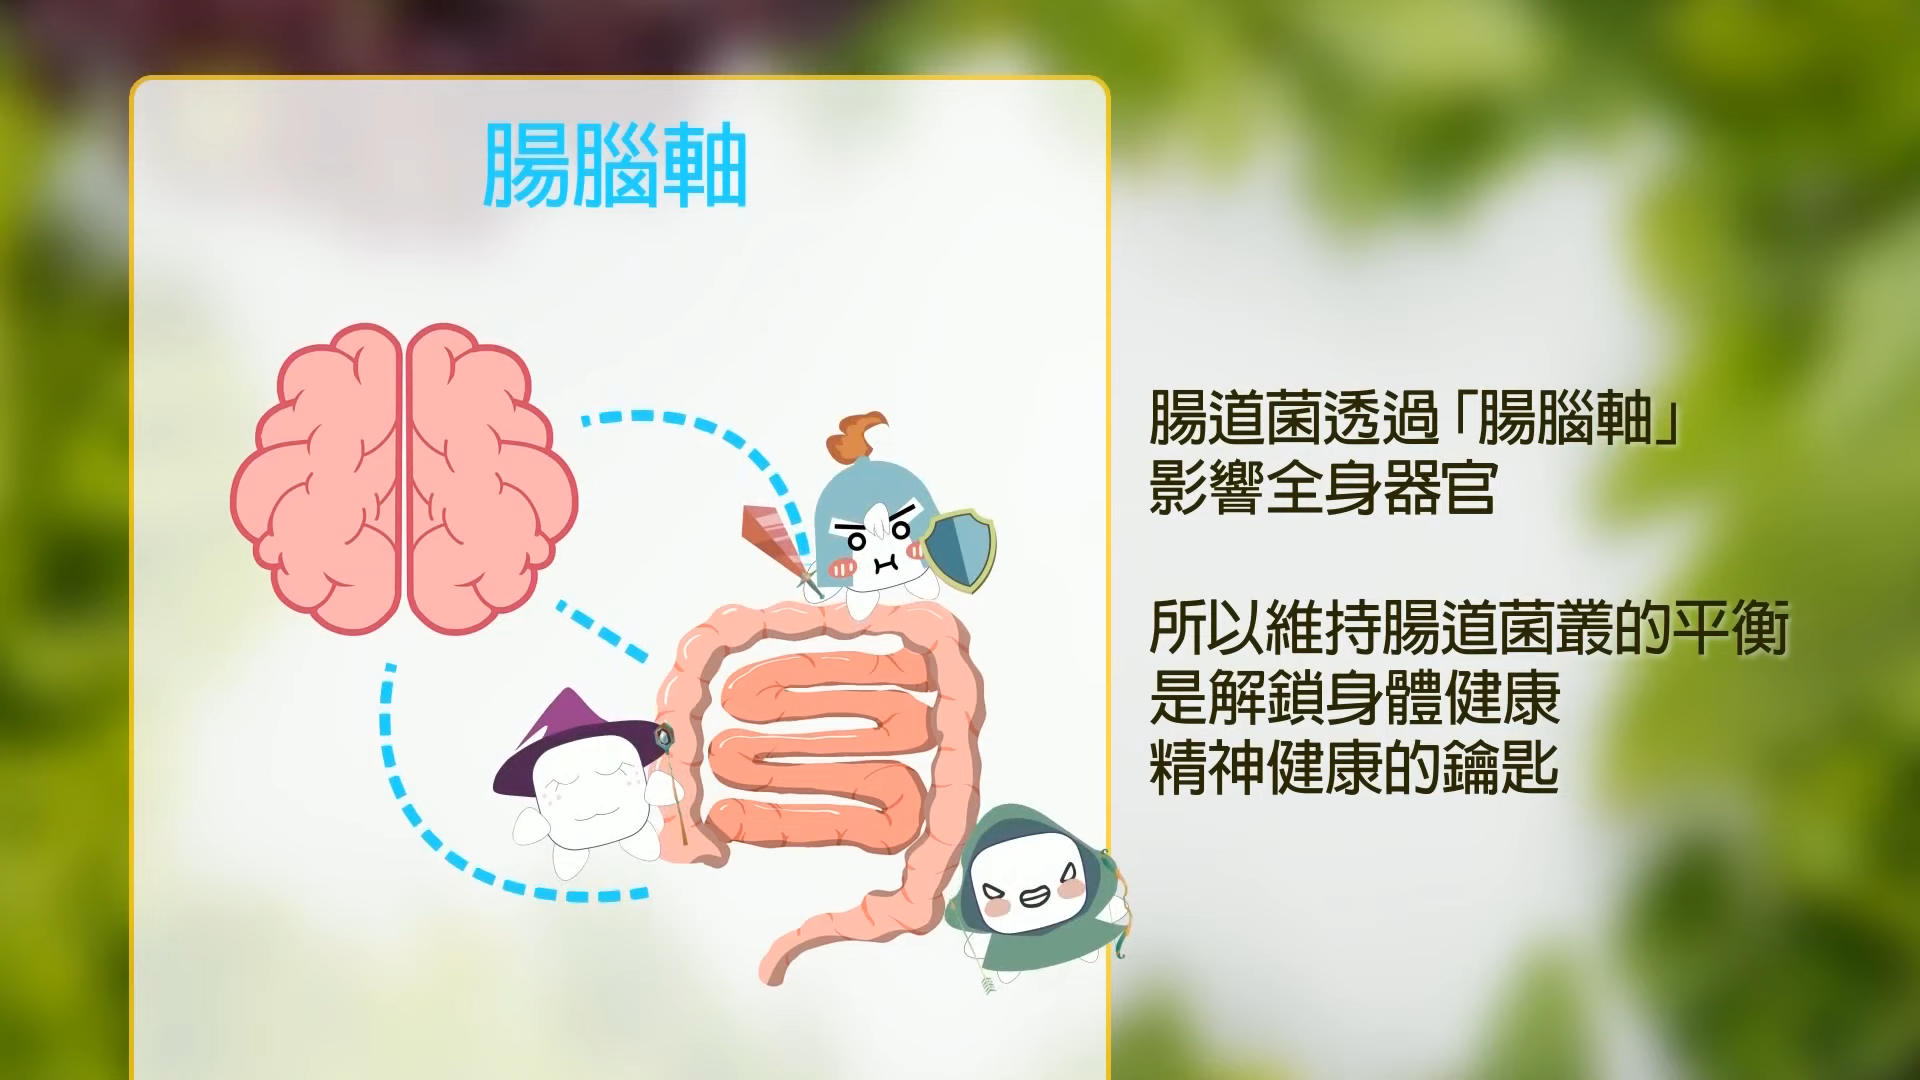 腸腦軸
腸道菌透過「腸腦軸」
影響全身器官
所以維持腸道菌叢的平衡
是解鎖身體健康
精神健康的鑰匙